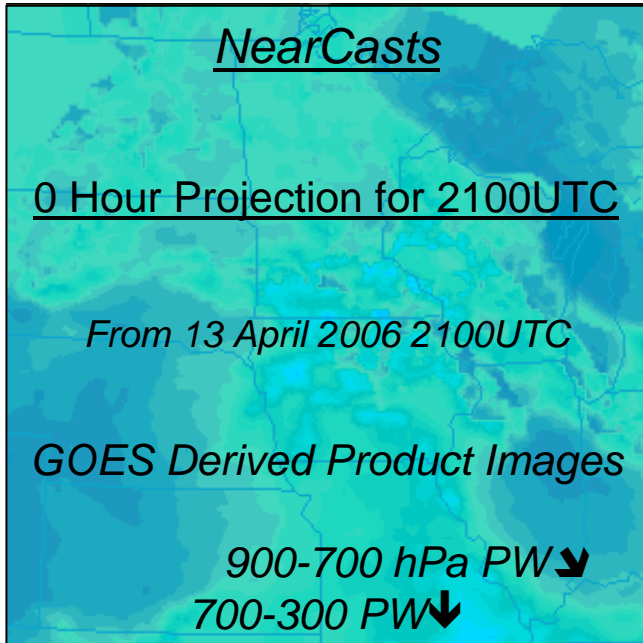 NearCasts
0 Hour Projection for 2100UTC
From 13 April 2006 2100UTC
GOES Derived Product Images
900-700 hPa PW🡮
700-300 PW🡫